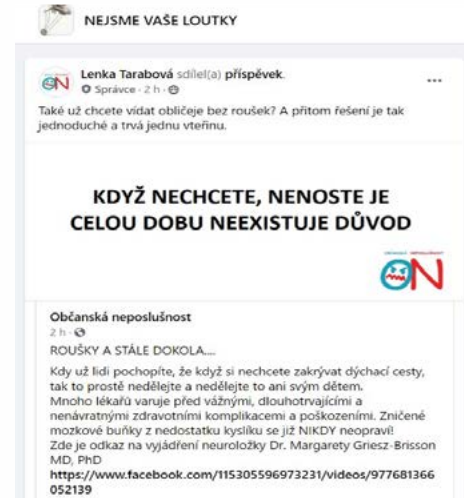 NEJSME VAŠE LOUTKY
Lenka Tarabová sdílel(a) příspěvek.
Správce · 2 h ·
Také už chcete vídat obličeje bez roušek? A přitom řešení je tak
jednoduché a trvá jednu vteřinu.
KDYŽ NECHCETE, NENOSTE JE
CELOU DOBU NEEXISTUJE DŮVOD
OBČANSKÁ NEPOSLUŠNOST
ON
Občanská neposlušnost
2 h ·
ROUŠKY A STÁLE DOKOLA....
Kdy už lidi pochopíte, že když si nechcete zakrývat dýchací cesty,
tak to prostě nedělejte a nedělejte to ani svým dětem.
Mnoho lékařů varuje před vážnými, dlouhotrvajícími a
nenávratnými zdravotními komplikacemi a poškozeními. Zničené
mozkové buňky z nedostatku kyslíku se již NIKDY neopraví!
Zde je odkaz na vyjádření neuroložky Dr. Margarety Griesz-Brisson
MD, PhD
https://www.facebook.com/115305596973231/videos/977681366
052139